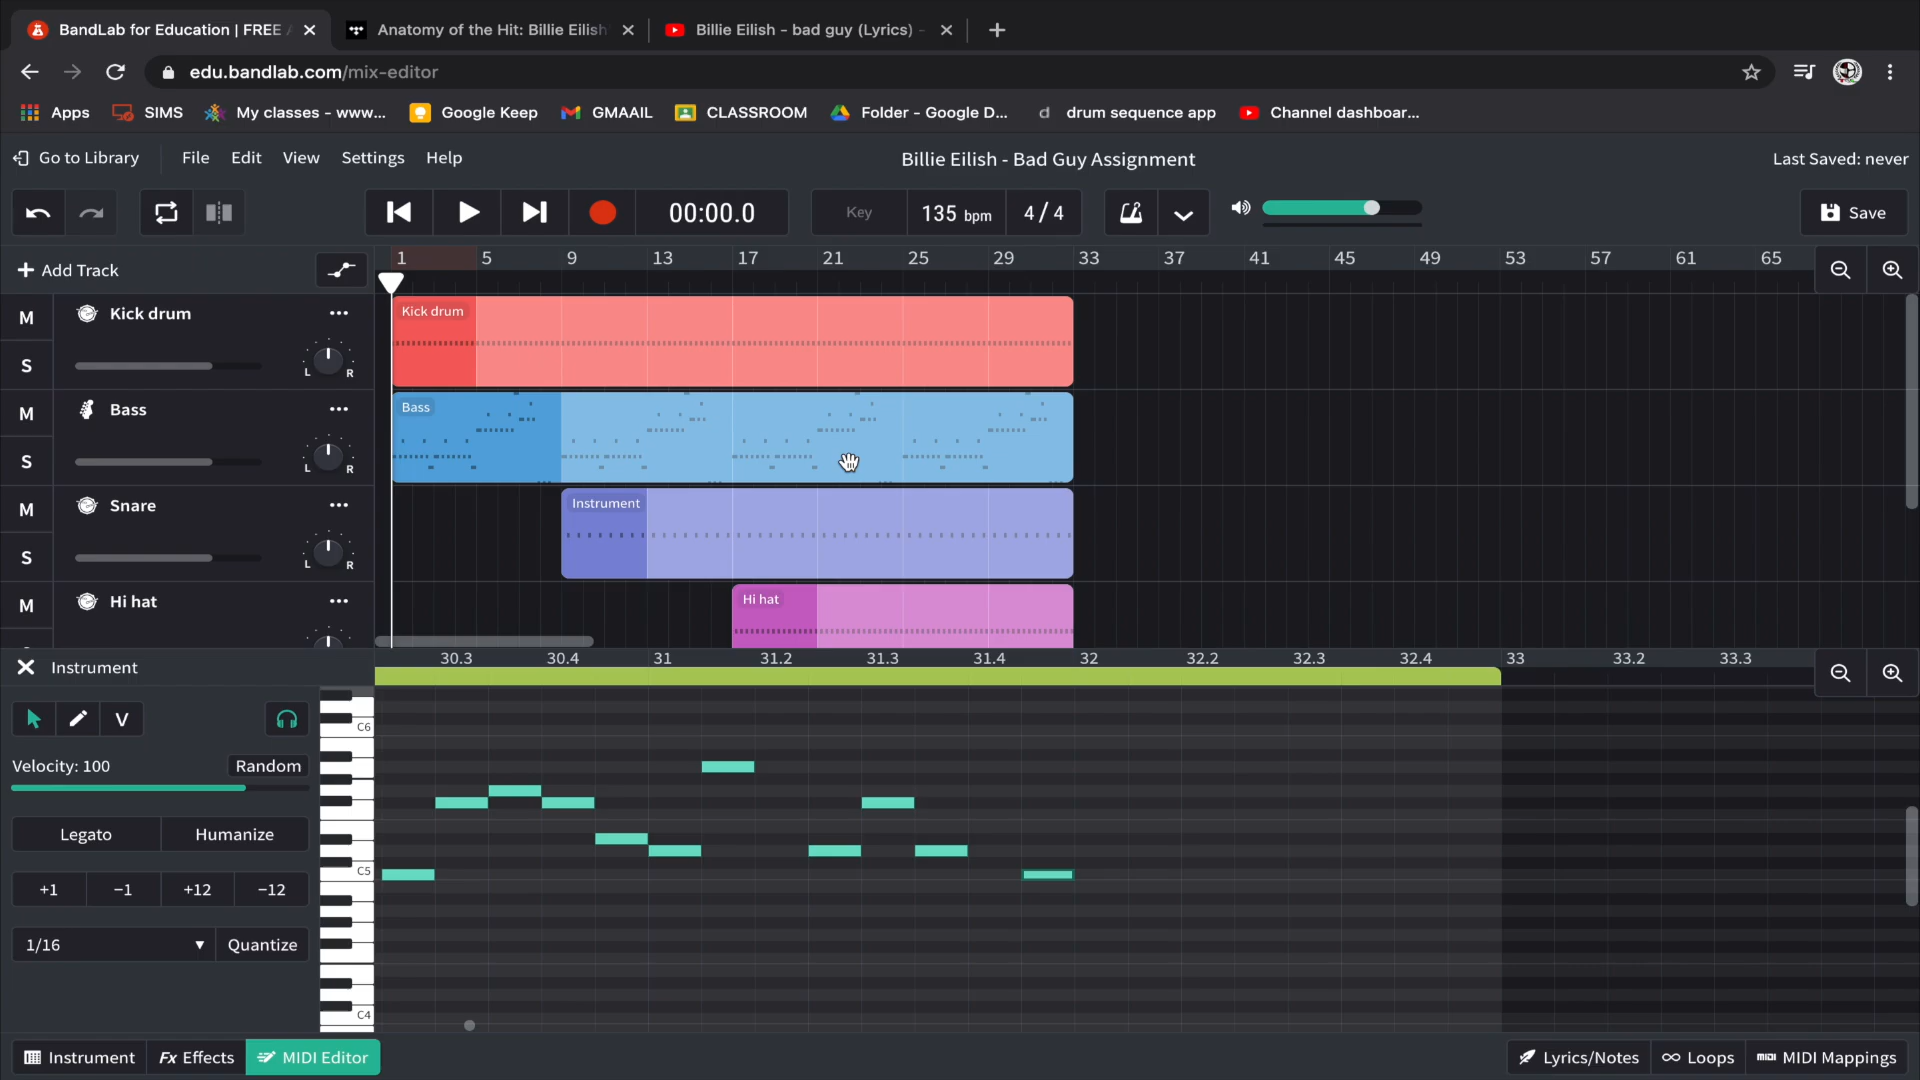 BandLab for Education | FREE
Anatomy of the Hit: Billie Eilish
Billie Eilish - bad guy (Lyrics) -
edu.bandlab.com/mix-editor
Apps
SIMS
My classes - www...
Google Keep
GMAAIL
CLASSROOM
Folder - Google D...
drum sequence app
Channel dashboar...
Go to Library
File
Edit
View
Settings
Help
Billie Eilish - Bad Guy Assignment
Last Saved: never
00:00.0
Key
135 bpm
4 / 4
Save
+ Add Track
1 5 9 13 17 21 25 29 33 37 41 45 49 53 57 61 65
M
Kick drum
S
L R
Kick drum
M
Bass
S
L R
Bass
M
Snare
S
L R
Instrument
M
Hi hat
Hi hat
Instrument
30.3 30.4 31 31.2 31.3 31.4 32 32.2 32.3 32.4 33 33.2 33.3
V
C6
Velocity: 100
Random
Legato
Humanize
C5
+1
−1
+12
−12
1/16
Quantize
C4
Instrument
Fx Effects
MIDI Editor
Lyrics/Notes
Loops
MIDI MIDI Mappings